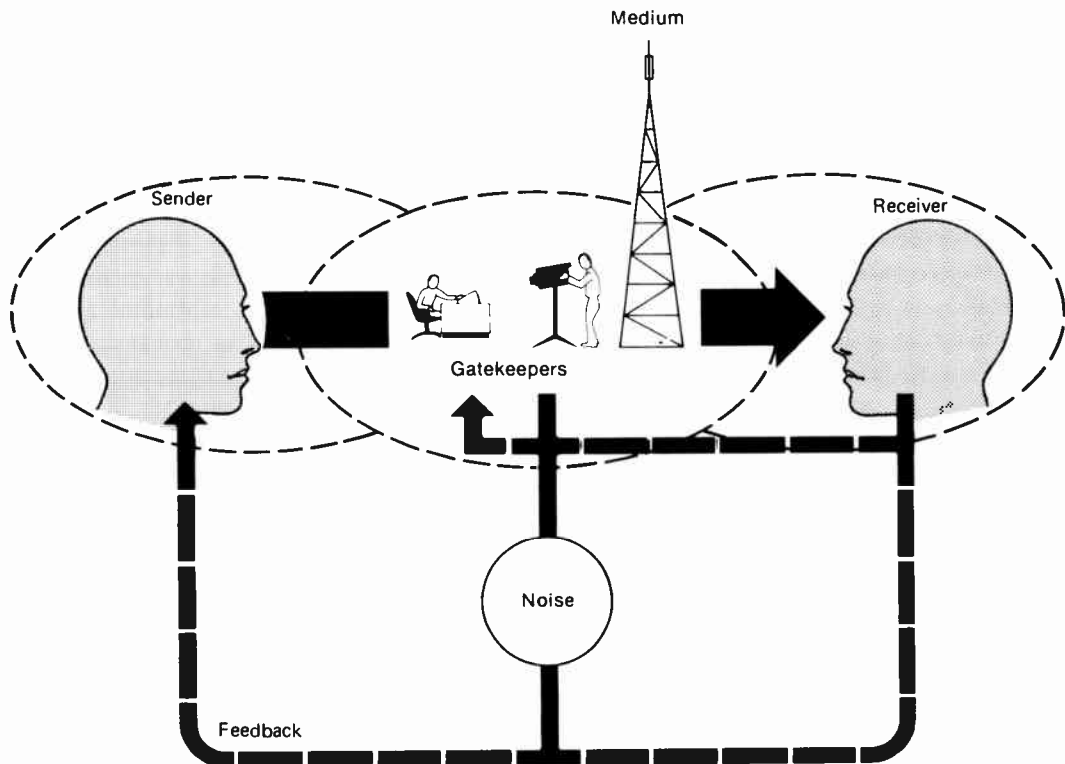 Medium
Sender
Receiver
Gatekeepers
Noise
Feedback